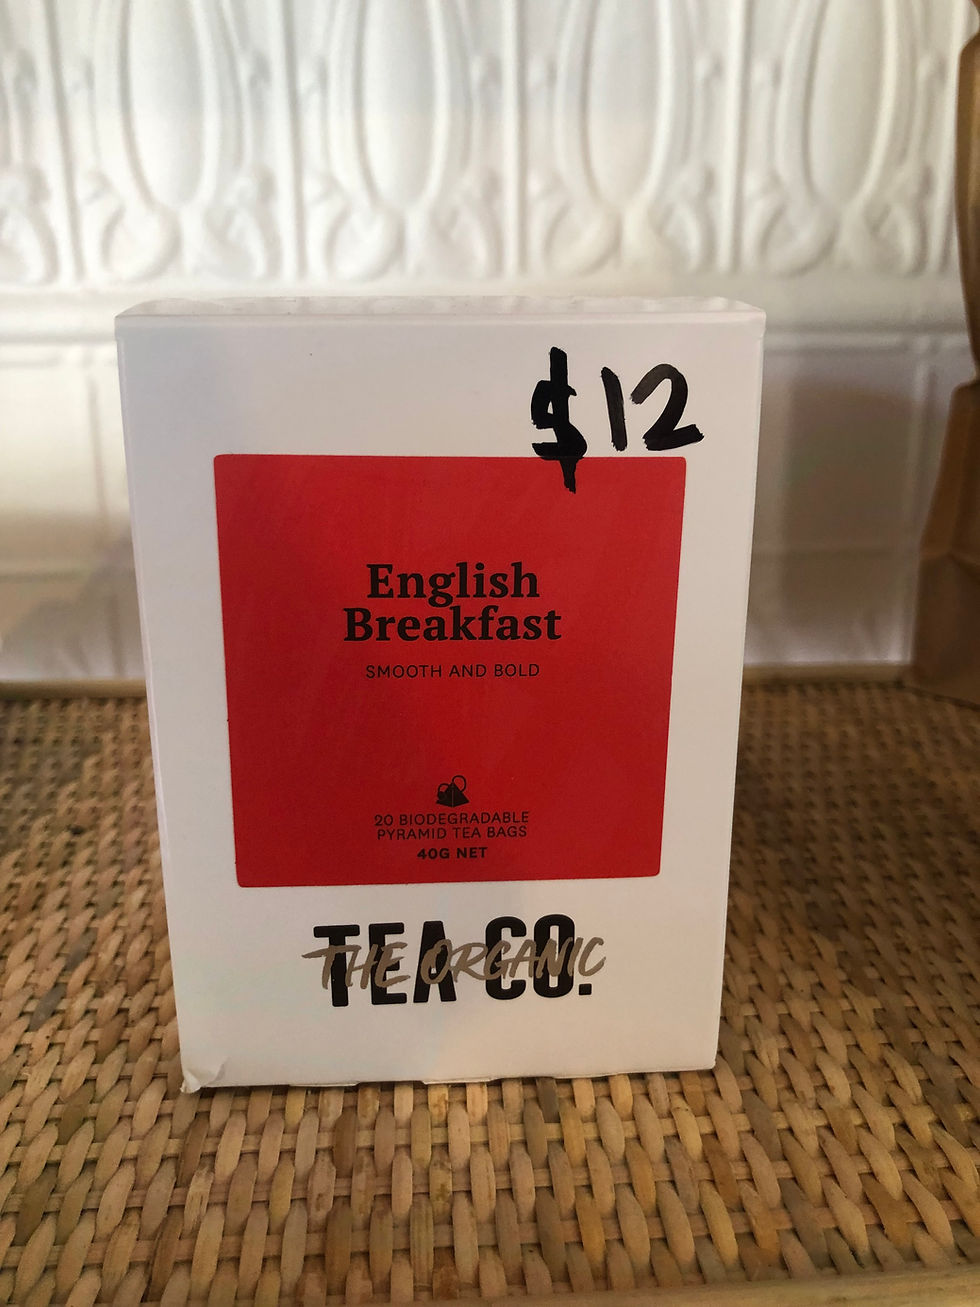 $12
English
Breakfast
SMOOTH AND BOLD
20 BIODEGRADABLE
PYRAMID TEA BAGS
40G NET
THE ORGANIC
TEA CO.